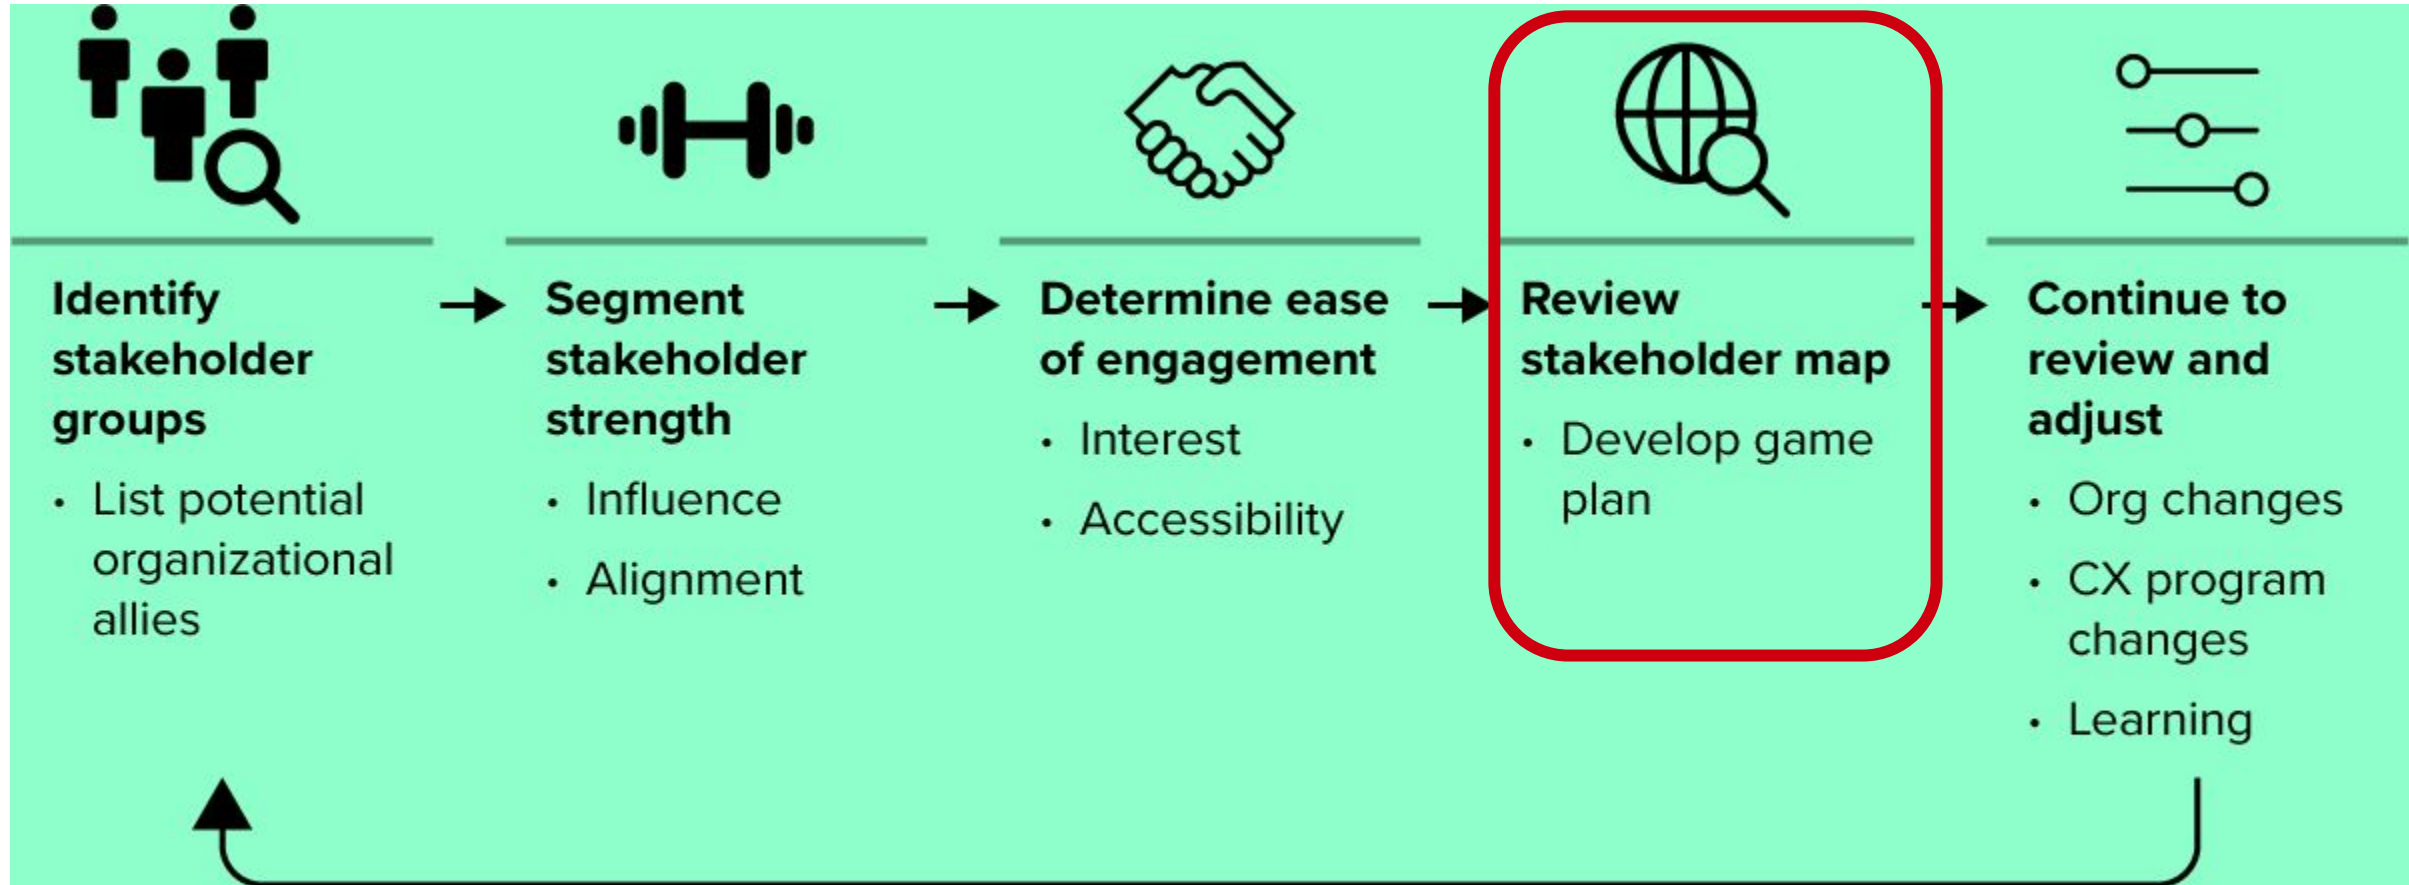 Identify
stakeholder
groups
• List potential
organizational
allies
Segment
stakeholder
strength
• Influence
• Alignment
Determine ease
of engagement
• Interest
• Accessibility
Review
stakeholder map
• Develop game
plan
Continue to
review and
adjust
• Org changes
• CX program
changes
• Learning